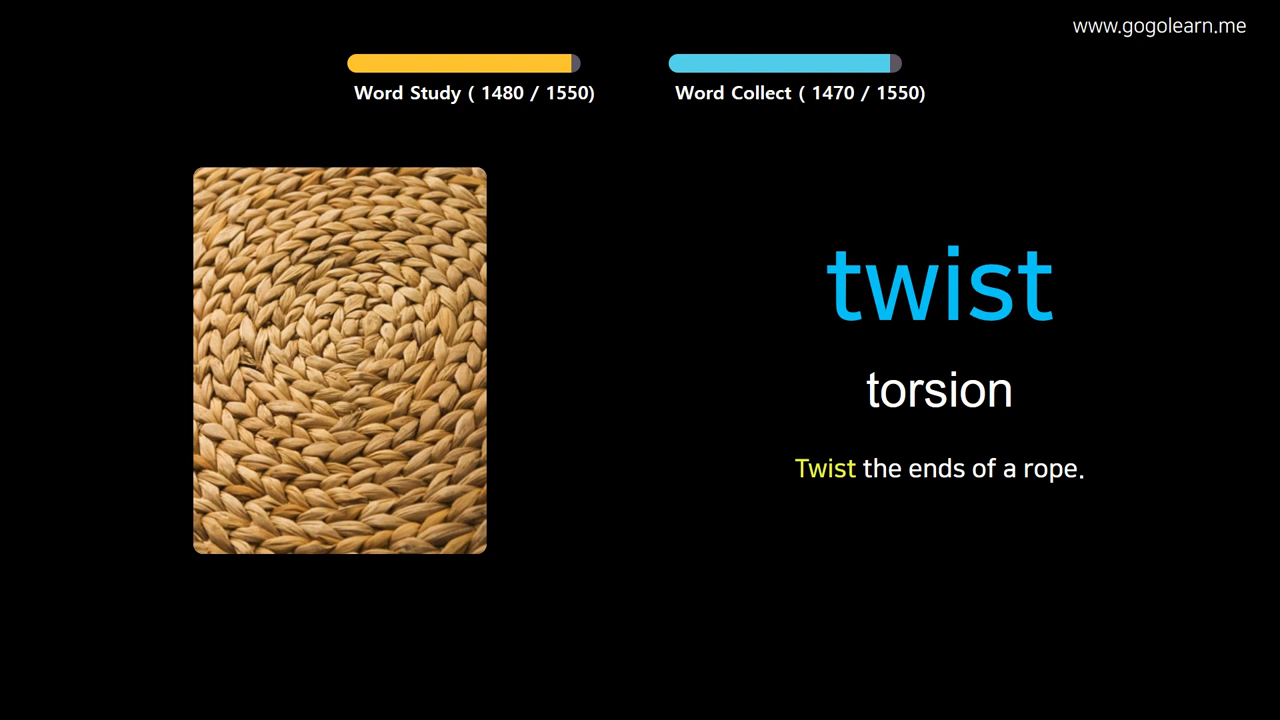 www.gogolearn.me
Word Study ( 1480 / 1550)
Word Collect ( 1470 / 1550)
twist
torsion
Twist the ends of a rope.